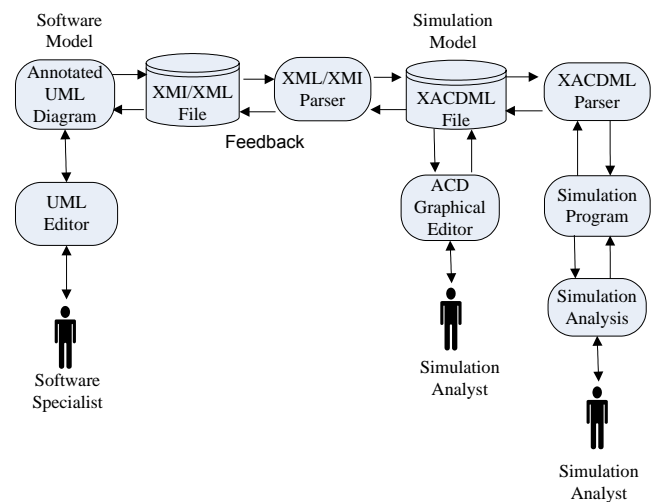 Software
Model
Simulation
Model
Annotated
UML
Diagram
XMI/XML
File
XML/XMI
Parser
XACDML
File
XACDML
Parser
Feedback
UML
Editor
ACD
Graphical
Editor
Simulation
Program
Simulation
Analysis
Software
Specialist
Simulation
Analyst
Simulation
Analyst